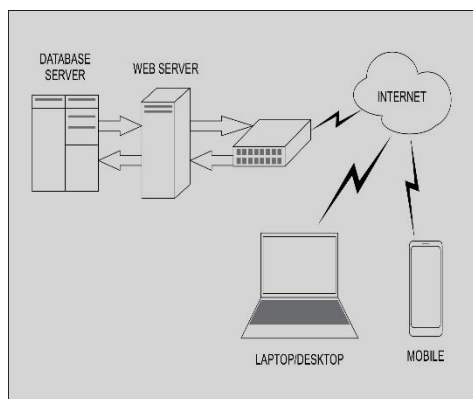 DATABASE
SERVER
WEB SERVER
INTERNET
LAPTOP/DESKTOP
MOBILE